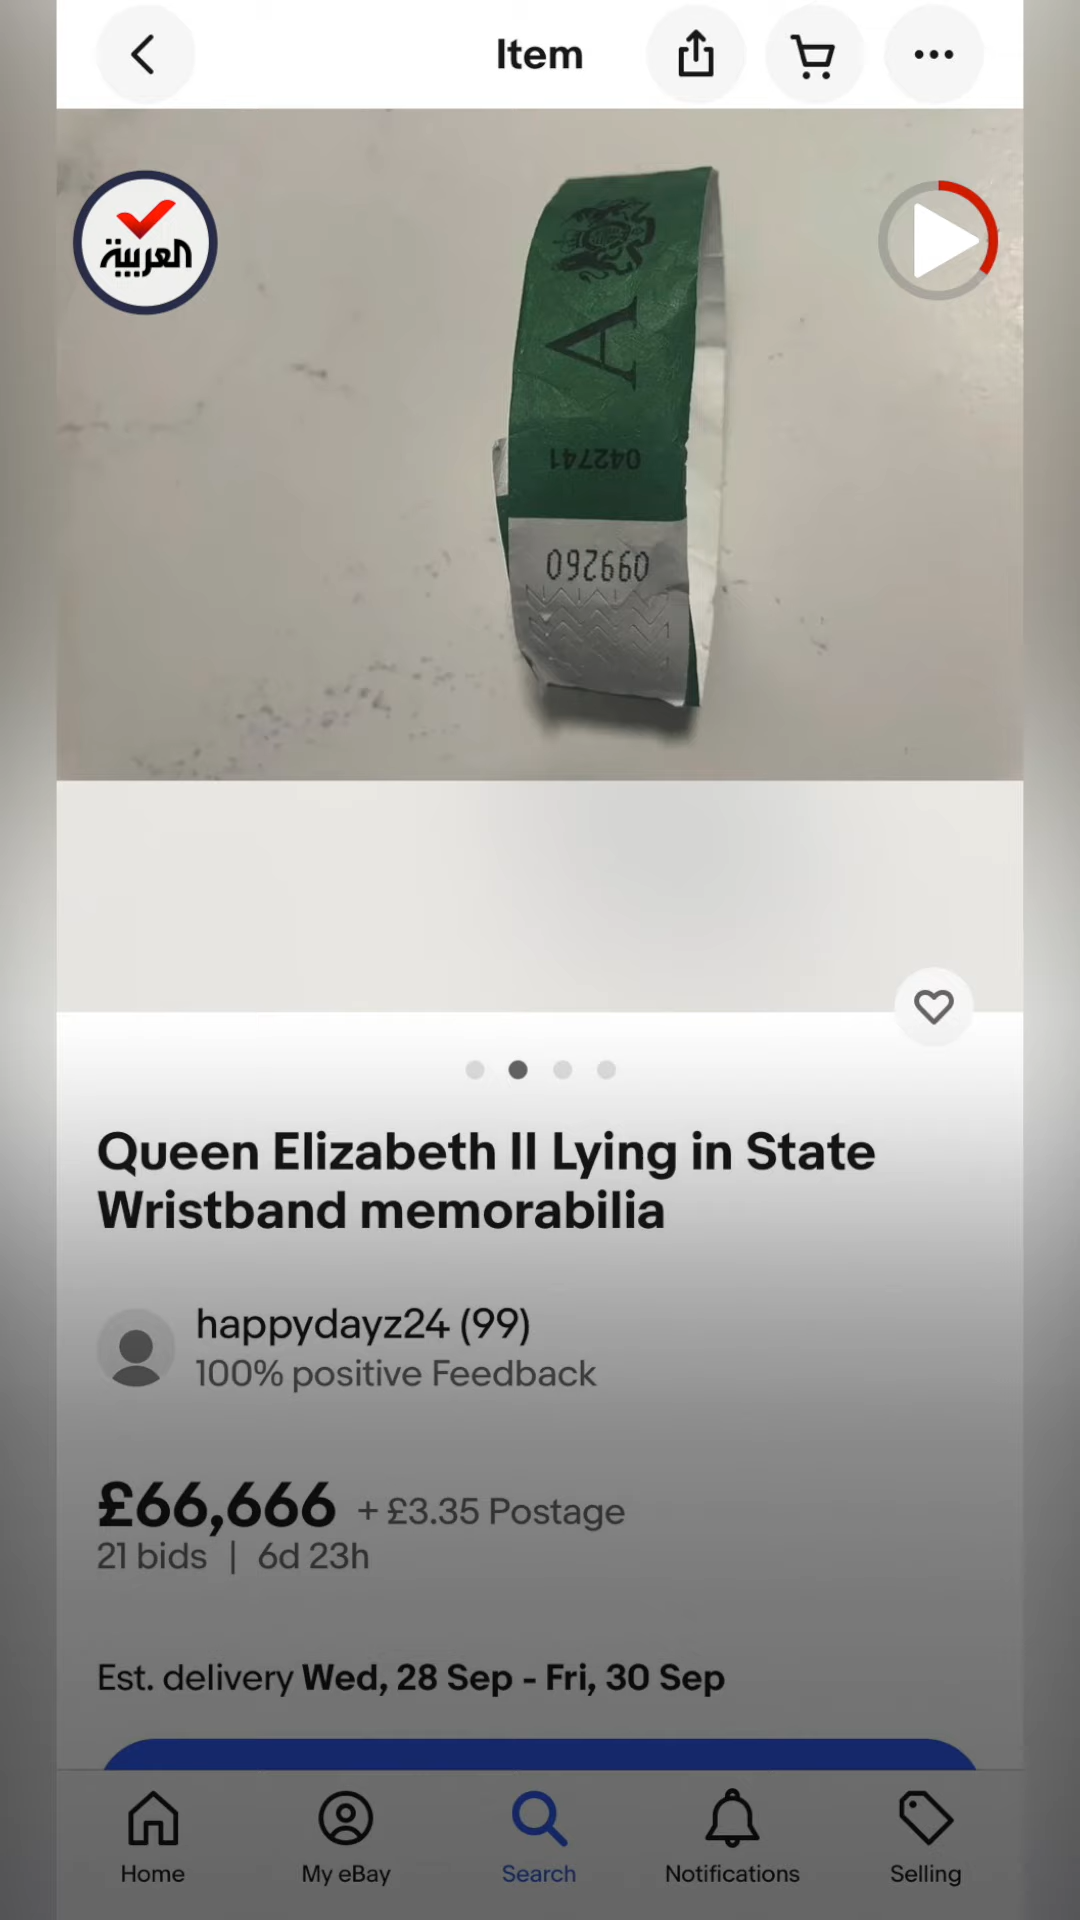 Item
العربية
A
042741
099260
Queen Elizabeth II Lying in State
Wristband memorabilia
happydayz24 (99)
100% positive Feedback
£66,666 + £3.35 Postage
21 bids | 6d 23h
Est. delivery Wed, 28 Sep - Fri, 30 Sep
Home
My eBay
Search
Notifications
Selling